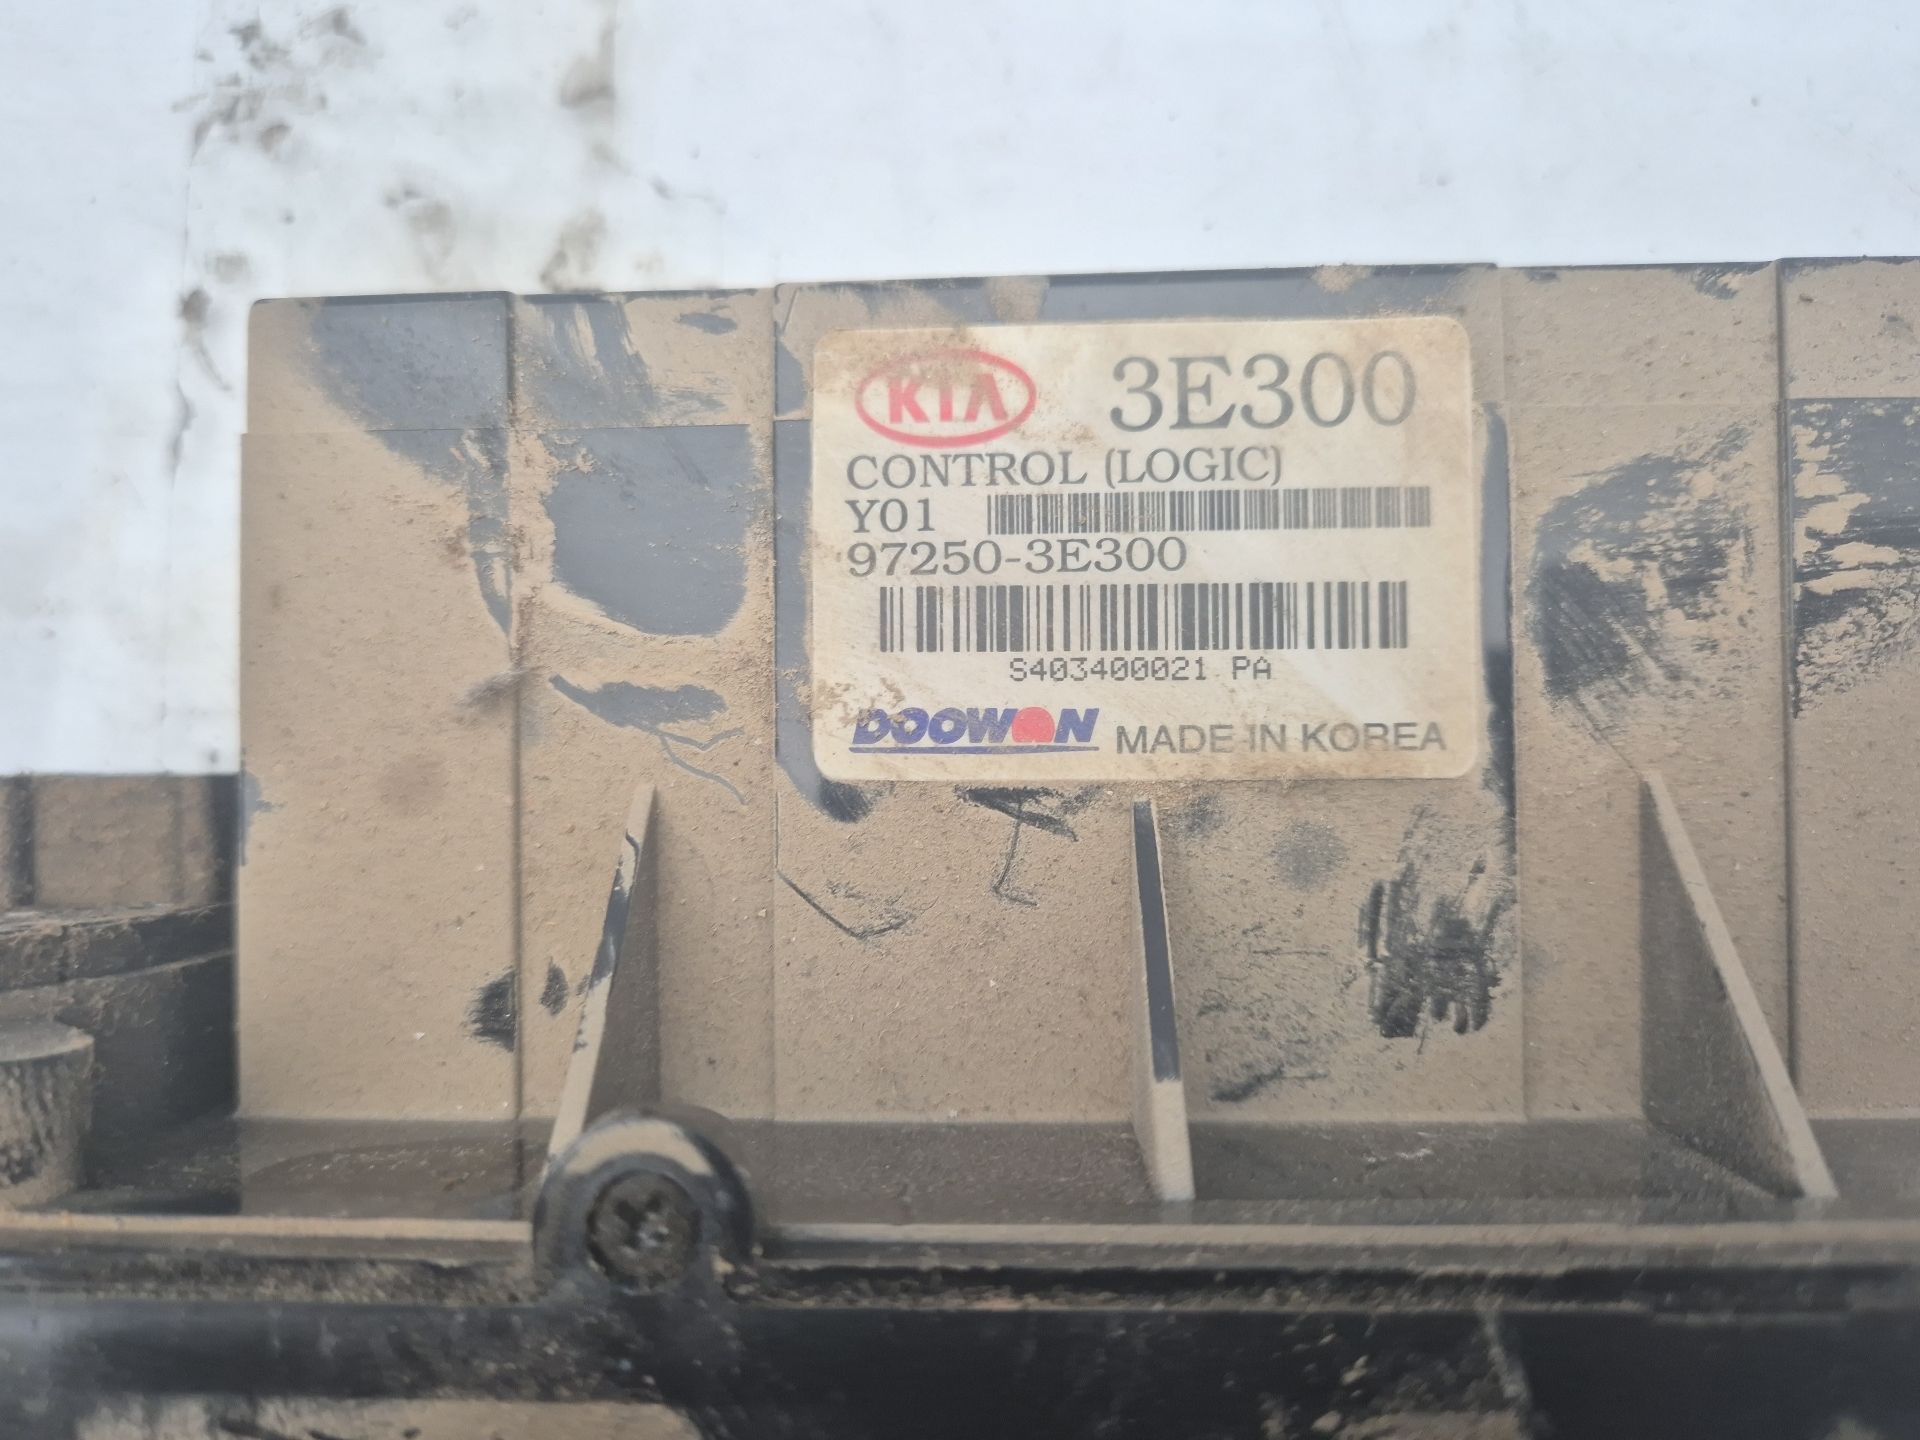 KIA 3E300
CONTROL (LOGIC)
Y01
97250-3E300
S403400021 PA
DOOWON MADE IN KOREA